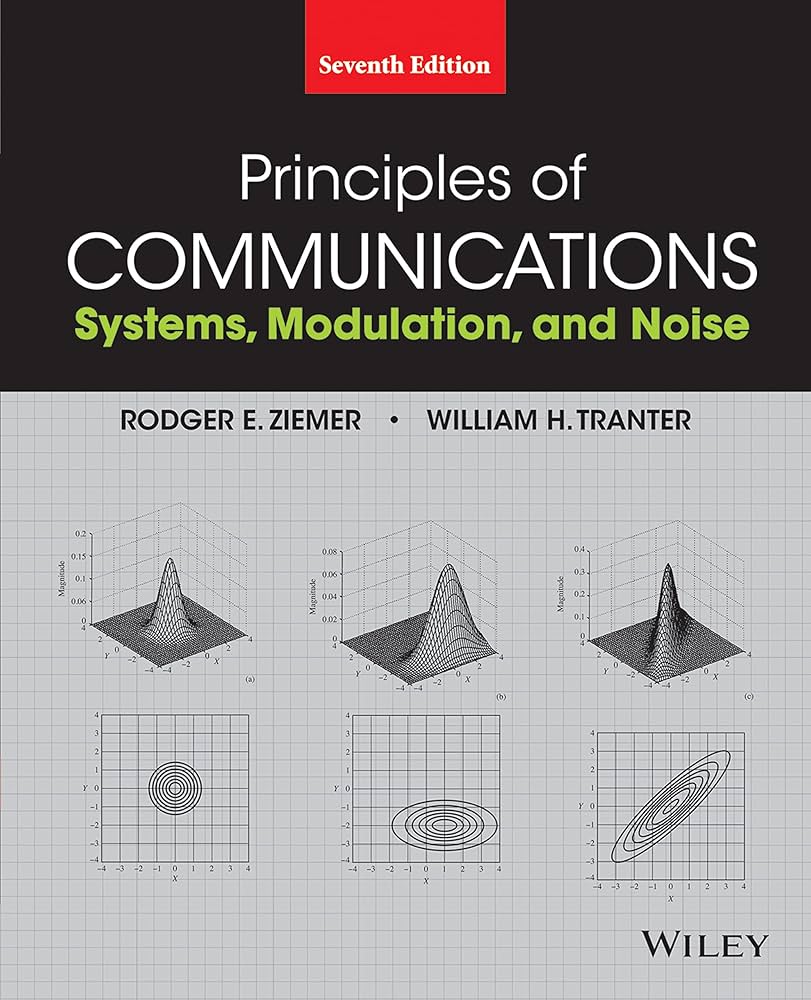 Seventh Edition
Principles of
COMMUNICATIONS
Systems, Modulation, and Noise
RODGER E. ZIEMER • WILLIAM H. TRANTER
0.2
0.15
0.1
0.06
0
Magnitude
4
2
0
−2
−4
Y
−4
−2
0
2
4
X
(a)
0.08
0.06
0.04
0.02
0
Magnitude
4
2
0
−2
−4
Y
−4
−2
0
2
4
X
(b)
0.4
0.3
0.2
0.1
0
Magnitude
4
2
0
−2
−4
Y
−4
−2
0
2
4
X
(c)
4
3
2
1
Y 0
−1
−2
−3
−4
−4 −3 −2 −1 0 1 2 3 4
X
4
3
2
1
Y 0
−1
−2
−3
−4
−4 −3 −2 −1 0 1 2 3 4
X
4
3
2
1
Y 0
−1
−2
−3
−4
−4 −3 −2 −1 0 1 2 3 4
X
WILEY